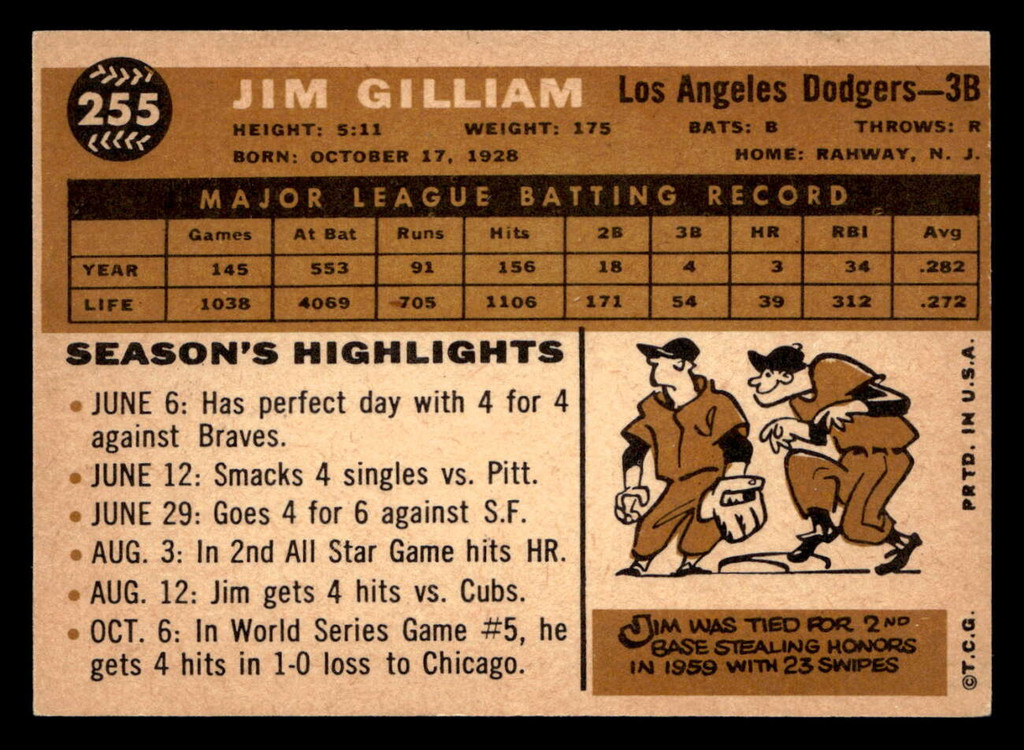 255
JIM GILLIAM Los Angeles Dodgers—3B
HEIGHT: 5:11 WEIGHT: 175 BATS: B THROWS: R
BORN: OCTOBER 17, 1928 HOME: RAHWAY, N. J.
MAJOR LEAGUE BATTING RECORD
Games At Bat Runs Hits 2B 3B HR RBI Avg
YEAR 145 553 91 156 18 4 3 34 .282
LIFE 1038 4069 705 1106 171 54 39 312 .272
SEASON'S HIGHLIGHTS
• JUNE 6: Has perfect day with 4 for 4
against Braves.
• JUNE 12: Smacks 4 singles vs. Pitt.
• JUNE 29: Goes 4 for 6 against S.F.
• AUG. 3: In 2nd All Star Game hits HR.
• AUG. 12: Jim gets 4 hits vs. Cubs.
• OCT. 6: In World Series Game #5, he
gets 4 hits in 1-0 loss to Chicago.
JIM WAS TIED FOR 2ND
BASE STEALING HONORS
IN 1959 WITH 23 SWIPES
©T.C.G. PRTD. IN U.S.A.